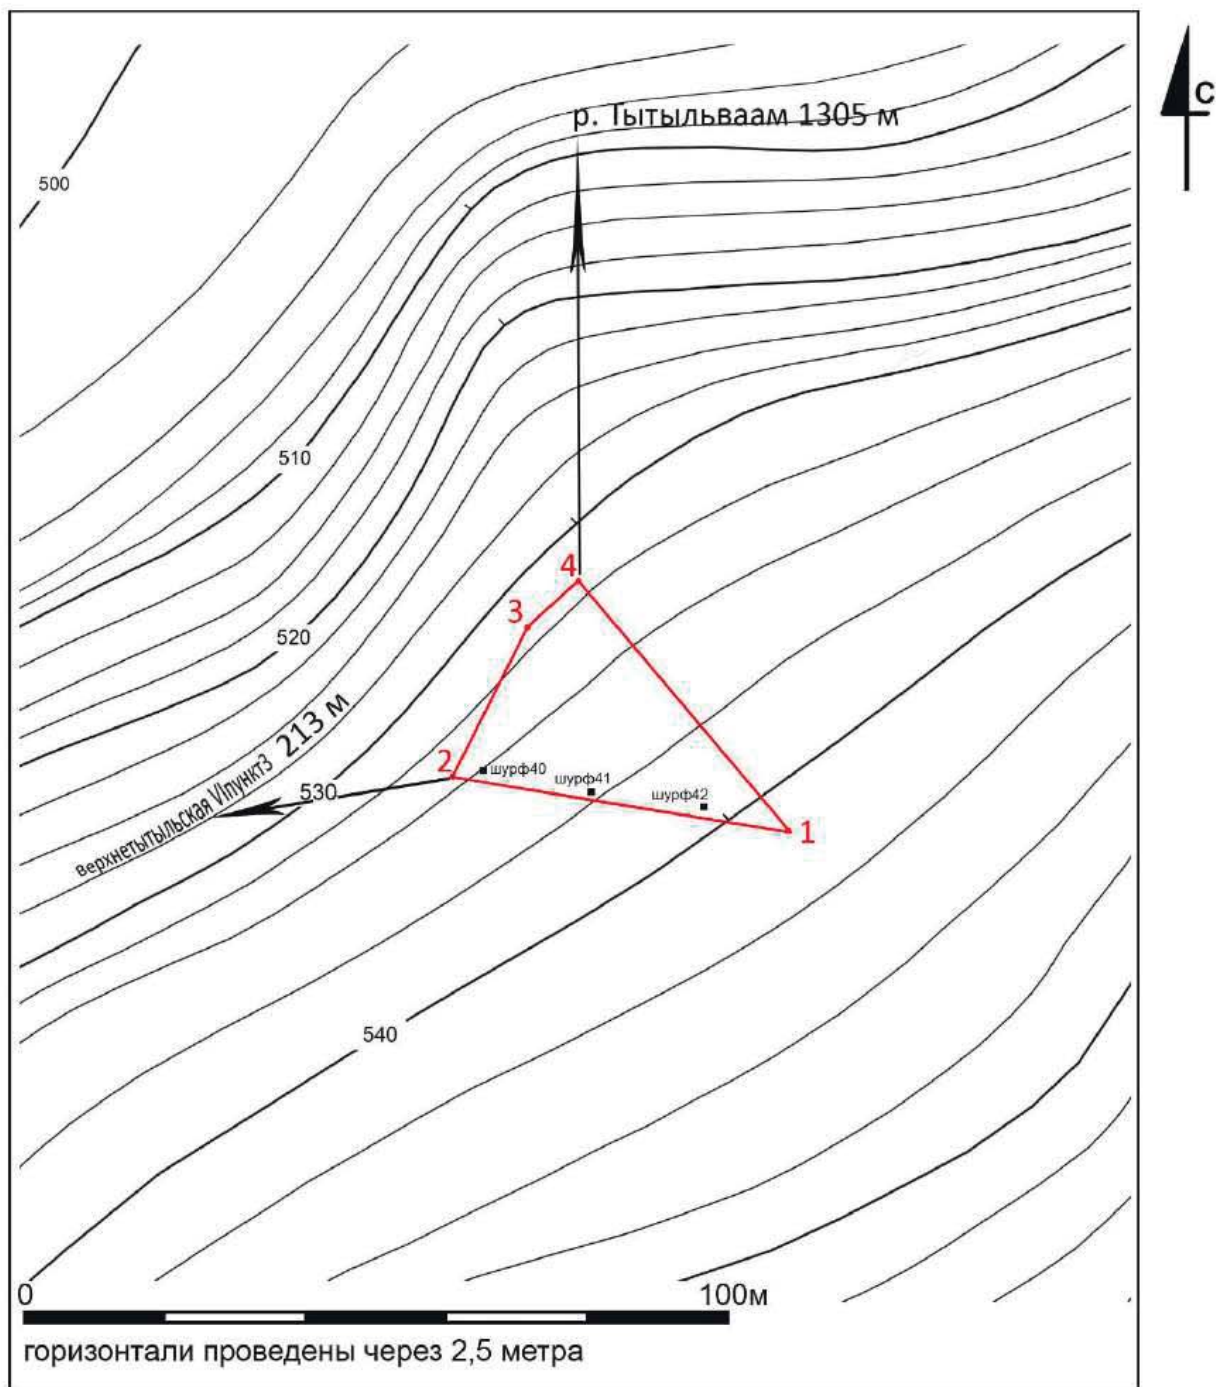 С
р. Тытыльваам 1305 м
500
510
4
3
520
213 м
2
шурф40
шурф41
шурф42
530
1
Верхнетытыльская VIпункт3
540
0
100м
горизонтали проведены через 2,5 метра